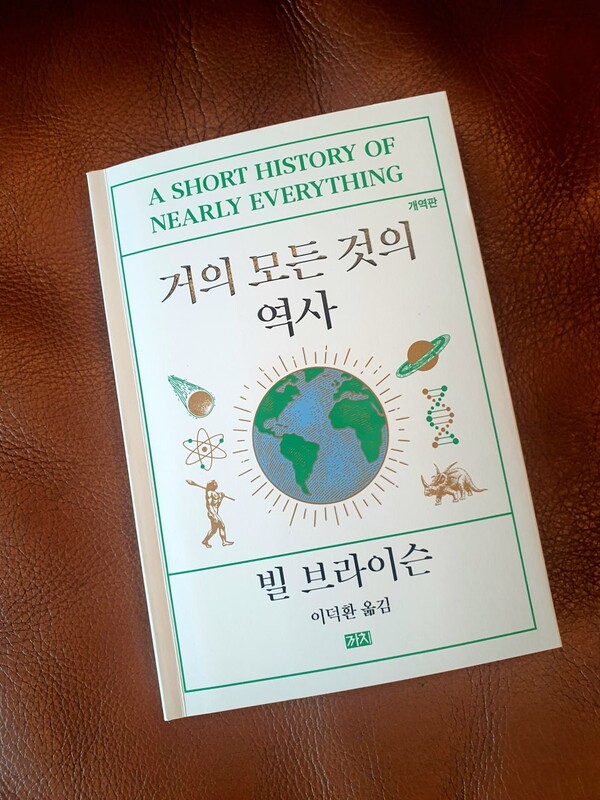 A SHORT HISTORY OF
NEARLY EVERYTHING
개역판
거의 모든 것의
역사
빌 브라이슨
이덕환 옮김
까치